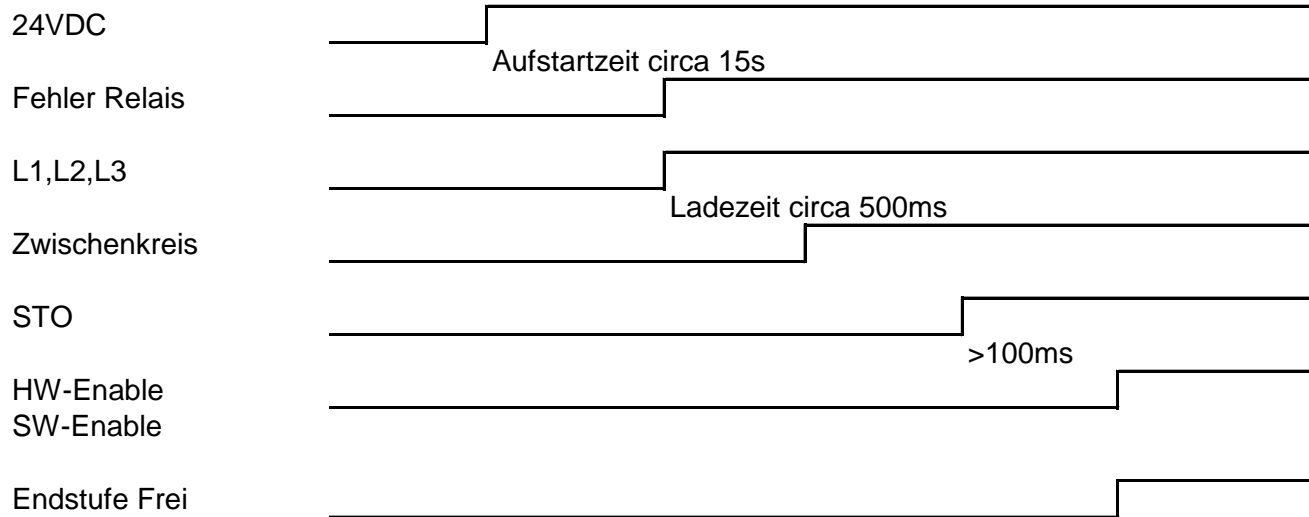 24VDC
Aufstartzeit circa 15s
Fehler Relais
L1,L2,L3
Ladezeit circa 500ms
Zwischenkreis
STO
>100ms
HW-Enable
SW-Enable
Endstufe Frei